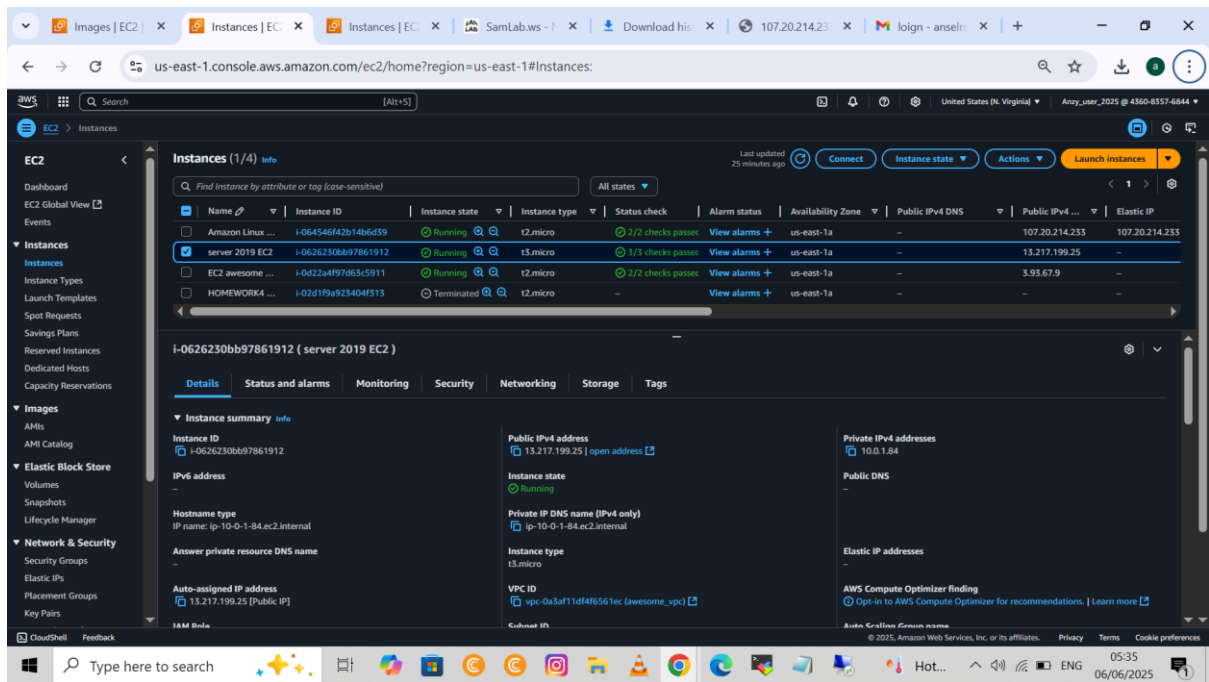 Images | EC2 |
Instances | EC2
Instances | EC
SamLab.ws - N
Download hist
107.20.214.23
loign - anselm
us-east-1.console.aws.amazon.com/ec2/home?region=us-east-1#Instances:
a
aws
Search
[Alt+S]
United States (N. Virginia)
Anzy_user_2025 @ 4360-8357-6844
EC2 > Instances
EC2
Dashboard
EC2 Global View
Events
Instances
Instances
Instance Types
Launch Templates
Spot Requests
Savings Plans
Reserved Instances
Dedicated Hosts
Capacity Reservations
Images
AMIs
AMI Catalog
Elastic Block Store
Volumes
Snapshots
Lifecycle Manager
Network & Security
Security Groups
Elastic IPs
Placement Groups
Key Pairs
Instances (1/4) Info
Last updated
25 minutes ago
Connect
Instance state
Actions
Launch instances
Find Instance by attribute or tag (case-sensitive)
All states
1
Name Instance ID Instance state Instance type Status check Alarm status Availability Zone Public IPv4 DNS Public IPv4 ... Elastic IP
Amazon Linux ... i-064546f42b14b6d39 Running t2.micro 2/2 checks passec View alarms + us-east-1a – 107.20.214.233 107.20.214.233
server 2019 EC2 i-0626230bb97861912 Running t3.micro 3/3 checks passec View alarms + us-east-1a – 13.217.199.25 –
EC2 awesome ... i-0d22a4f97d63c5911 Running t2.micro 2/2 checks passec View alarms + us-east-1a – 3.93.67.9 –
HOMEWORK4 ... i-02d1f9a923404f313 Terminated t2.micro – View alarms + us-east-1a – – –
i-0626230bb97861912 ( server 2019 EC2 )
Details Status and alarms Monitoring Security Networking Storage Tags
Instance summary Info
Instance ID
i-0626230bb97861912
Public IPv4 address
13.217.199.25 | open address
Private IPv4 addresses
10.0.1.84
IPv6 address
–
Instance state
Running
Public DNS
–
Hostname type
IP name: ip-10-0-1-84.ec2.internal
Private IP DNS name (IPv4 only)
ip-10-0-1-84.ec2.internal
Answer private resource DNS name
–
Instance type
t3.micro
Elastic IP addresses
–
Auto-assigned IP address
13.217.199.25 [Public IP]
VPC ID
vpc-0a3af11df4f6561ec (awesome_vpc)
AWS Compute Optimizer finding
Opt-in to AWS Compute Optimizer for recommendations. | Learn more
IAM Role
Subnet ID
Auto Scaling Group name
CloudShell Feedback
© 2025, Amazon Web Services, Inc. or its affiliates. Privacy Terms Cookie preferences
Type here to search
Hot...
ENG
05:35
06/06/2025
1